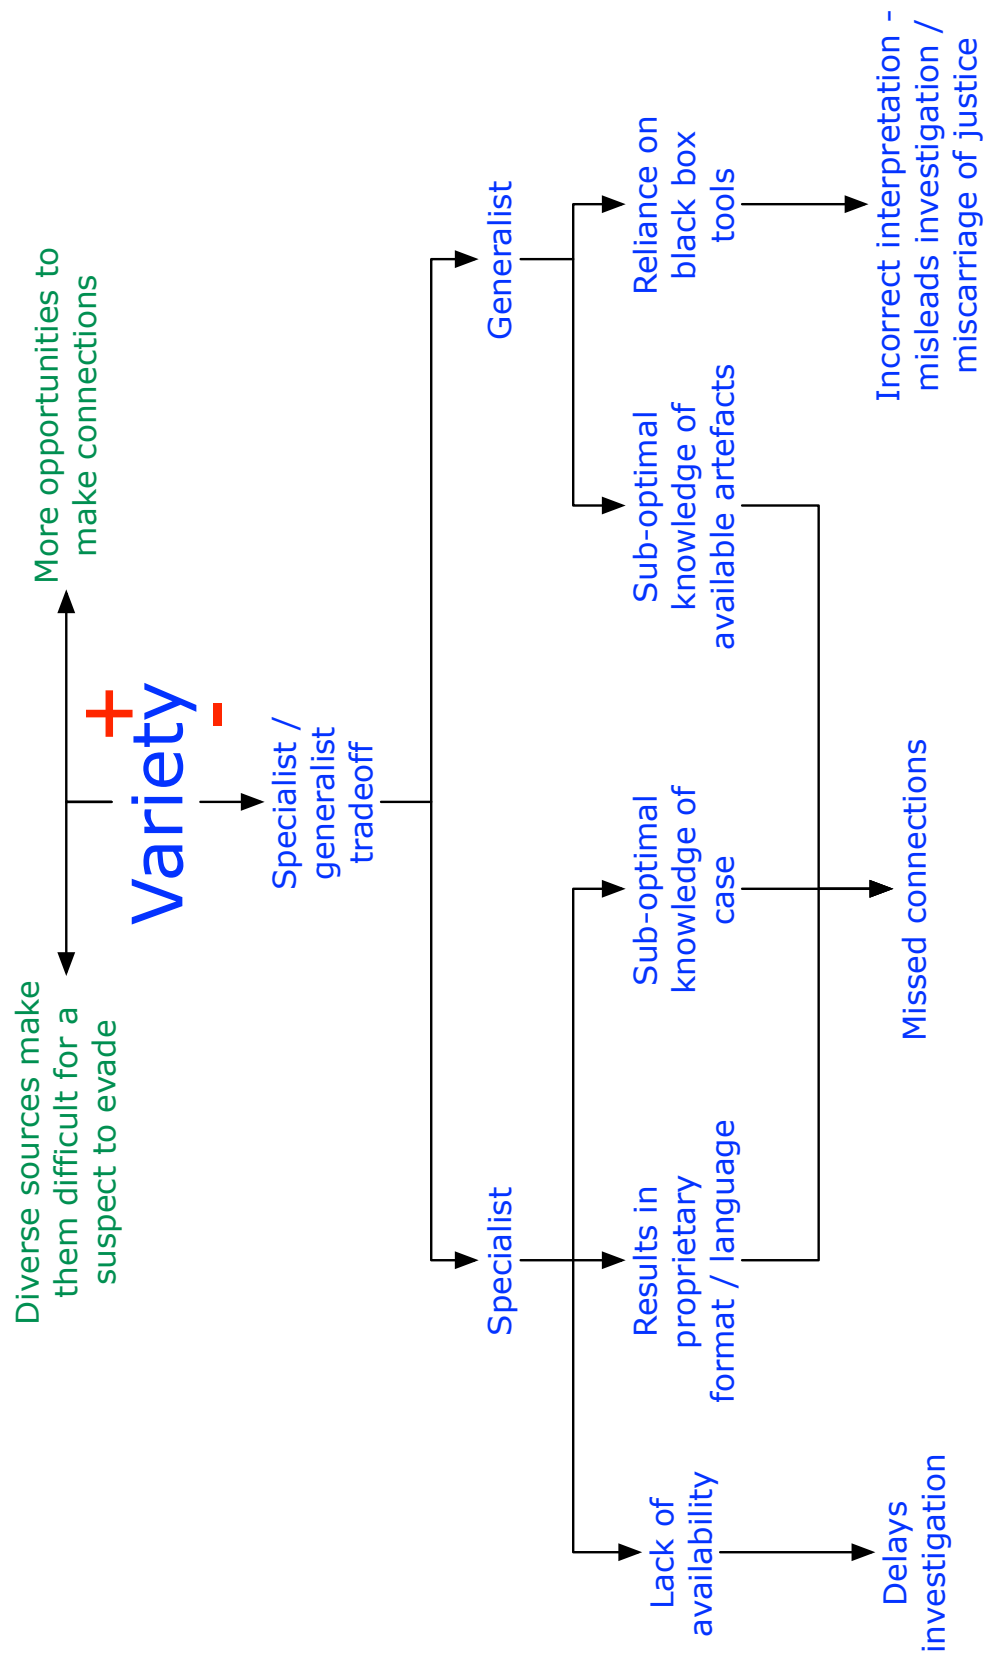 Diverse sources make
them difficult for a
suspect to evade
More opportunities to
make connections
+
Variety
-
Specialist /
generalist
tradeoff
Specialist
Generalist
Lack of
availability
Results in
proprietary
format / language
Sub-optimal
knowledge of
case
Sub-optimal
knowledge of
available artefacts
Reliance on
black box
tools
Delays
investigation
Missed connections
Incorrect interpretation -
misleads investigation /
miscarriage of justice